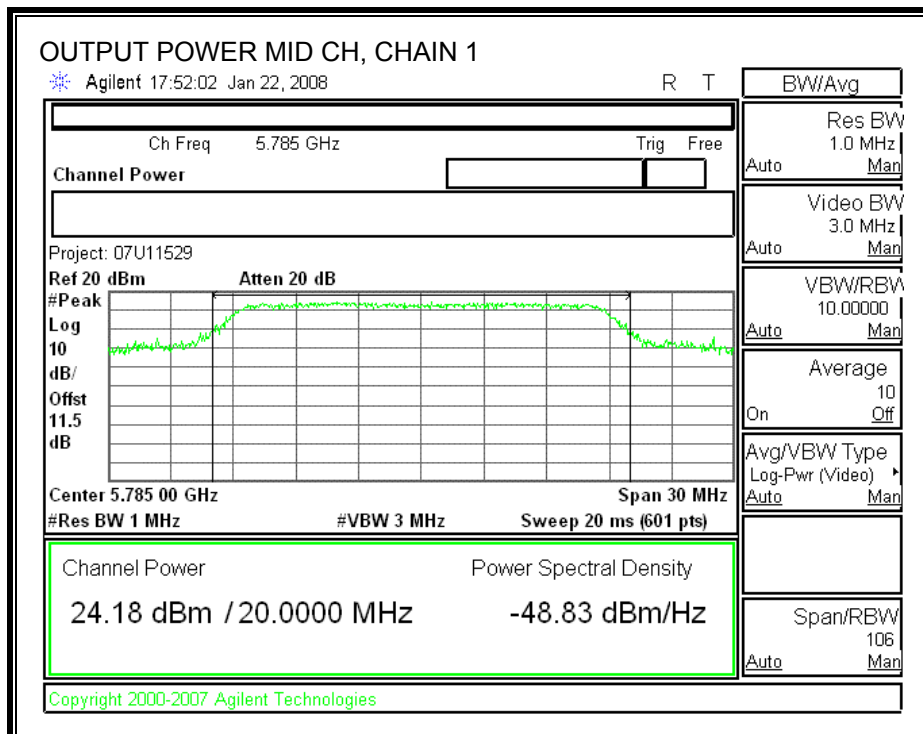 OUTPUT POWER MID CH, CHAIN 1
Agilent 17:52:02 Jan 22, 2008 R T
Ch Freq 5.785 GHz Trig Free
Channel Power
Project: 07U11529
Ref 20 dBm Atten 20 dB
#Peak
Log
10
dB/
Offst
11.5
dB
Center 5.785 00 GHz Span 30 MHz
#Res BW 1 MHz #VBW 3 MHz Sweep 20 ms (601 pts)
Channel Power Power Spectral Density
24.18 dBm / 20.0000 MHz -48.83 dBm/Hz
Copyright 2000-2007 Agilent Technologies
BW/Avg
Res BW
1.0 MHz
Auto Man
Video BW
3.0 MHz
Auto Man
VBW/RBW
10.00000
Auto Man
Average
10
On Off
Avg/VBW Type
Log-Pwr (Video)
Auto Man
Span/RBW
106
Auto Man